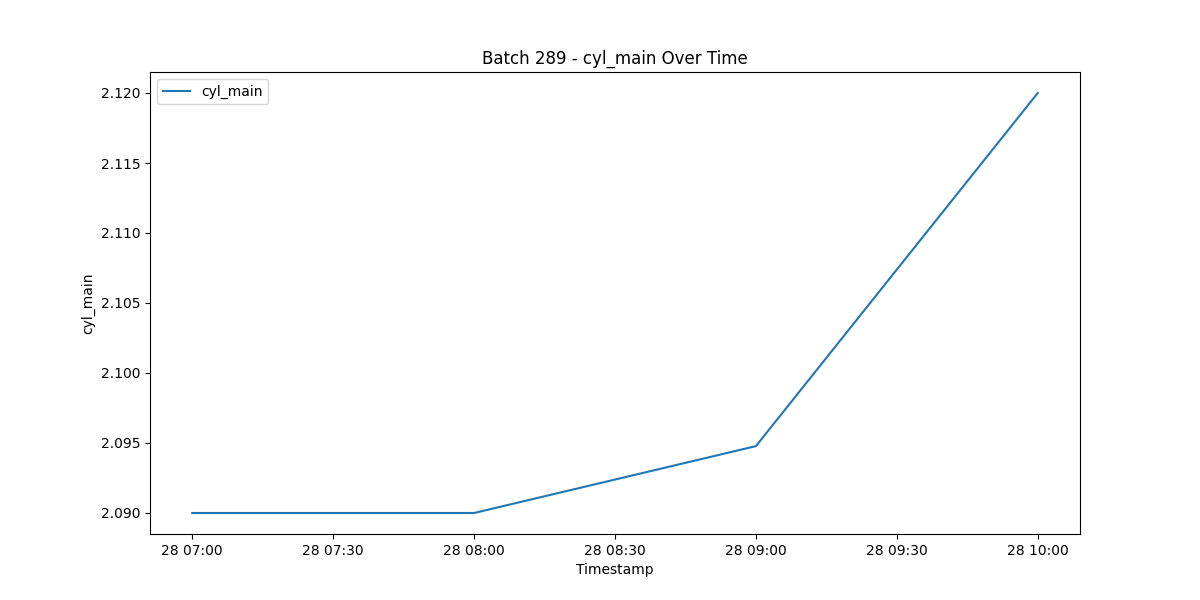 Batch 289 - cyl_main Over Time
cyl_main
2.120
2.115
2.110
2.105
2.100
2.095
2.090
cyl_main
28 07:00 28 07:30 28 08:00 28 08:30 28 09:00 28 09:30 28 10:00
Timestamp